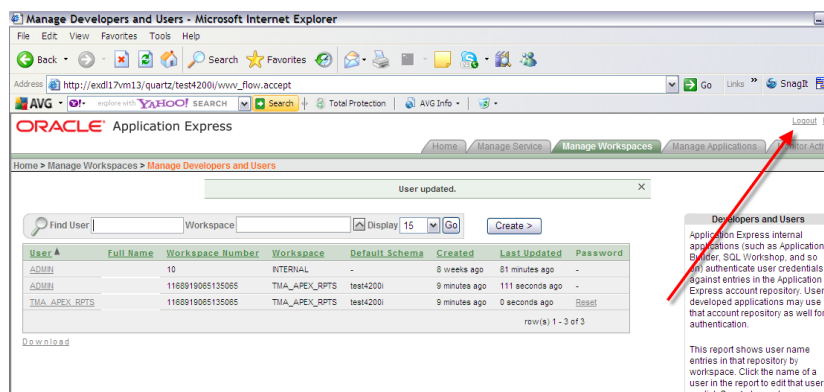 Manage Developers and Users - Microsoft Internet Explorer
File Edit View Favorites Tools Help
Back Search Favorites
Address http://exdl17vm13/quartz/test4200i/wwv_flow.accept Go Links » SnagIt
AVG explore with YAHOO! SEARCH Search Total Protection AVG Info
ORACLE Application Express
Logout
Home Manage Service Manage Workspaces Manage Applications
Home > Manage Workspaces > Manage Developers and Users
User updated. X
Find User Workspace Display 15 Go Create >
User Full Name Workspace Number Workspace Default Schema Created Last Updated Password
ADMIN 10 INTERNAL - 8 weeks ago 81 minutes ago -
ADMIN 1168919065135065 TMA_APEX_RPTS test4200i 9 minutes ago 111 seconds ago -
TMA_APEX_RPTS 1168919065135065 TMA_APEX_RPTS test4200i 9 minutes ago 0 seconds ago Reset
row(s) 1 - 3 of 3
Download
Developers and Users
Application Express internal
applications (such as Application
Builder, SQL Workshop, and so
on) authenticate user credentials
against entries in the Application
Express account repository. User
developed applications may use
that account repository as well for
authentication.
This report shows user name
entries in that repository by
workspace. Click the name of a
user in the report to edit that user